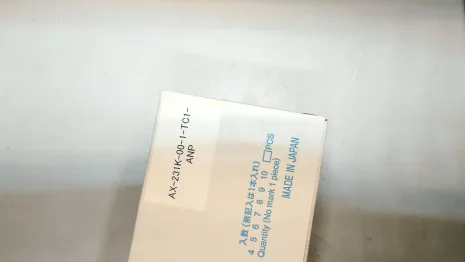 AX-231K-00-1-TC1-
ANP
入数 (無記入は1本入れ)
4 5 6 7 8 9 10 □PCS
Quantity (No mark 1 piece)
MADE IN JAPAN